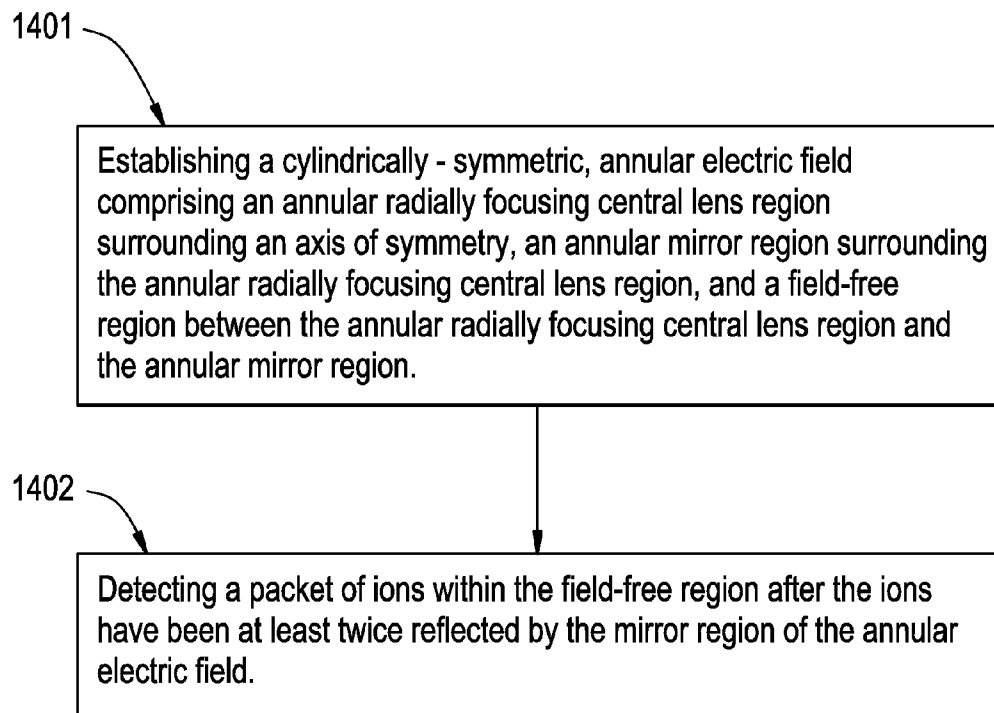 1401
Establishing a cylindrically - symmetric, annular electric field
comprising an annular radially focusing central lens region
surrounding an axis of symmetry, an annular mirror region surrounding
the annular radially focusing central lens region, and a field-free
region between the annular radially focusing central lens region and
the annular mirror region.
1402
Detecting a packet of ions within the field-free region after the ions
have been at least twice reflected by the mirror region of the annular
electric field.